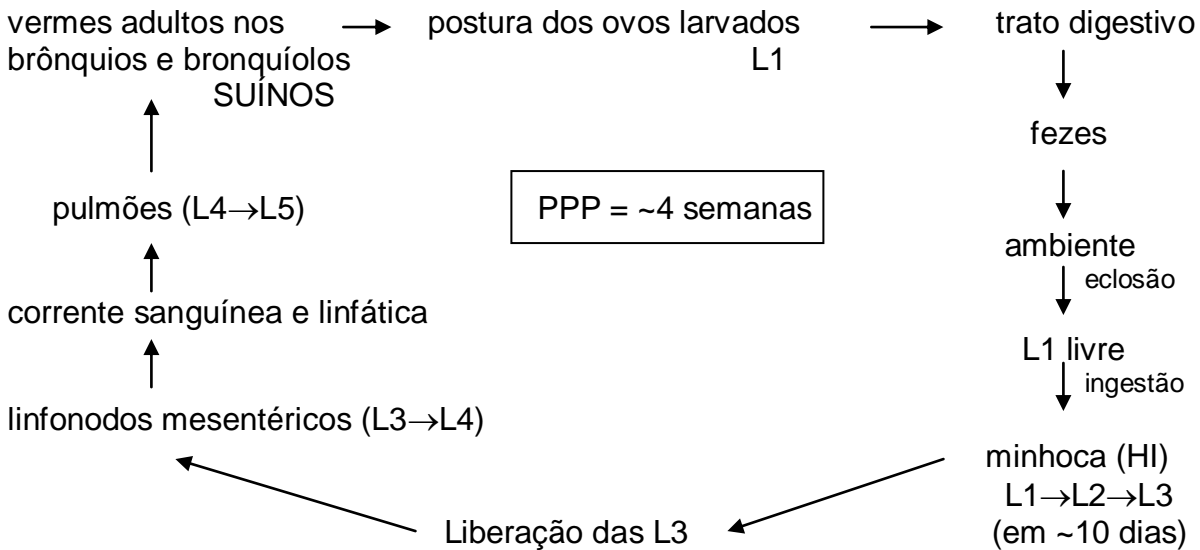 vermes adultos nos
brônquios e bronquíolos
SUÍNOS
postura dos ovos larvados
L1
trato digestivo
fezes
ambiente
eclosão
L1 livre
ingestão
minhoca (HI)
L1→L2→L3
(em ~10 dias)
Liberação das L3
linfonodos mesentéricos (L3→L4)
corrente sanguínea e linfática
pulmões (L4→L5)
PPP = ~4 semanas